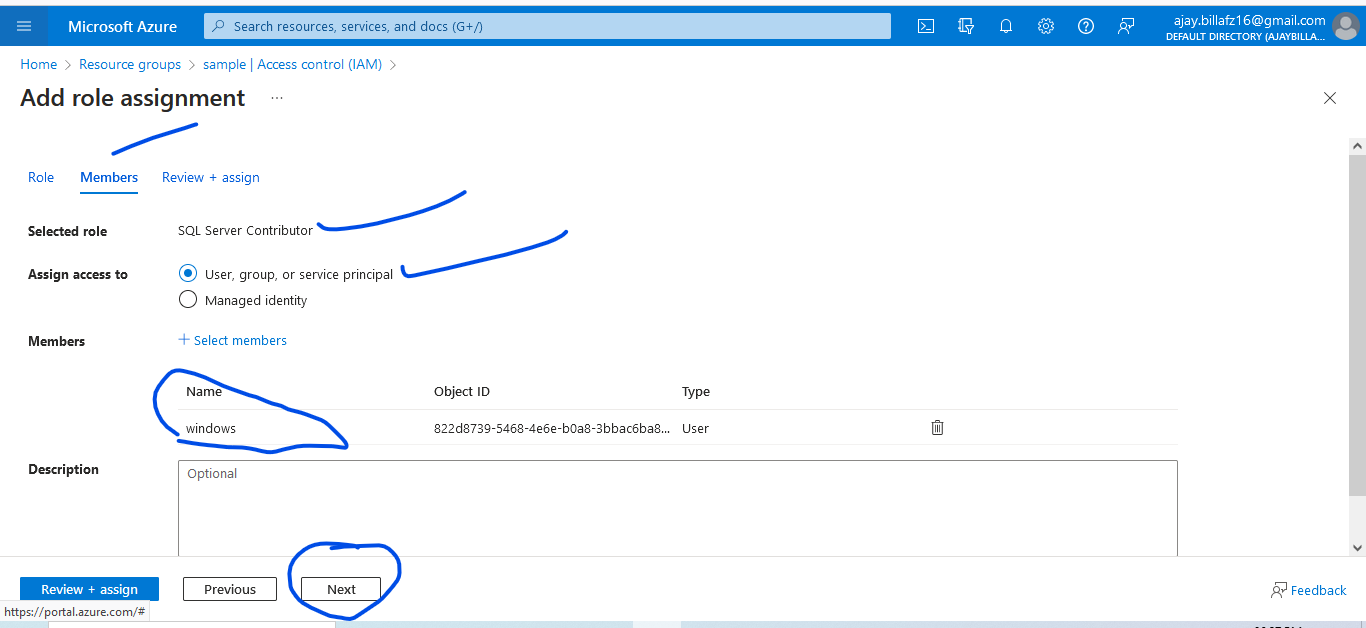 Microsoft Azure
Search resources, services, and docs (G+/)
ajay.billafz16@gmail.com
DEFAULT DIRECTORY (AJAYBILLA...
Home > Resource groups > sample | Access control (IAM) >
Add role assignment ...
Role Members Review + assign
Selected role SQL Server Contributor
Assign access to User, group, or service principal
Managed identity
Members + Select members
Name Object ID Type
windows 822d8739-5468-4e6e-b0a8-3bbac6ba8... User
Description Optional
Review + assign Previous Next Feedback
https://portal.azure.com/#